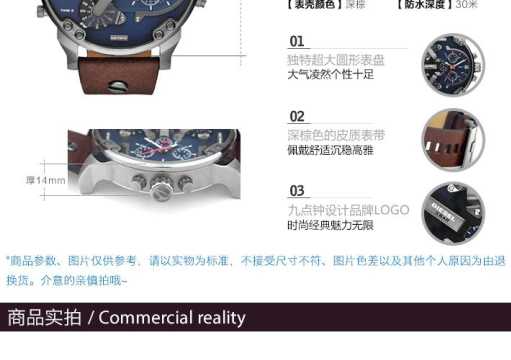 【表壳颜色】深棕 【防水深度】30米
01
独特超大圆形表盘
大气凌然个性十足
02
深棕色的皮质表带
佩戴舒适沉稳高雅
厚14mm
03
九点钟设计品牌LOGO
时尚经典魅力无限
DIESEL
*商品参数、图片仅供参考，请以实物为标准，不接受尺寸不符、图片色差以及其他个人原因为由退
换货。介意的亲慎拍哦~
商品实拍 / Commercial reality